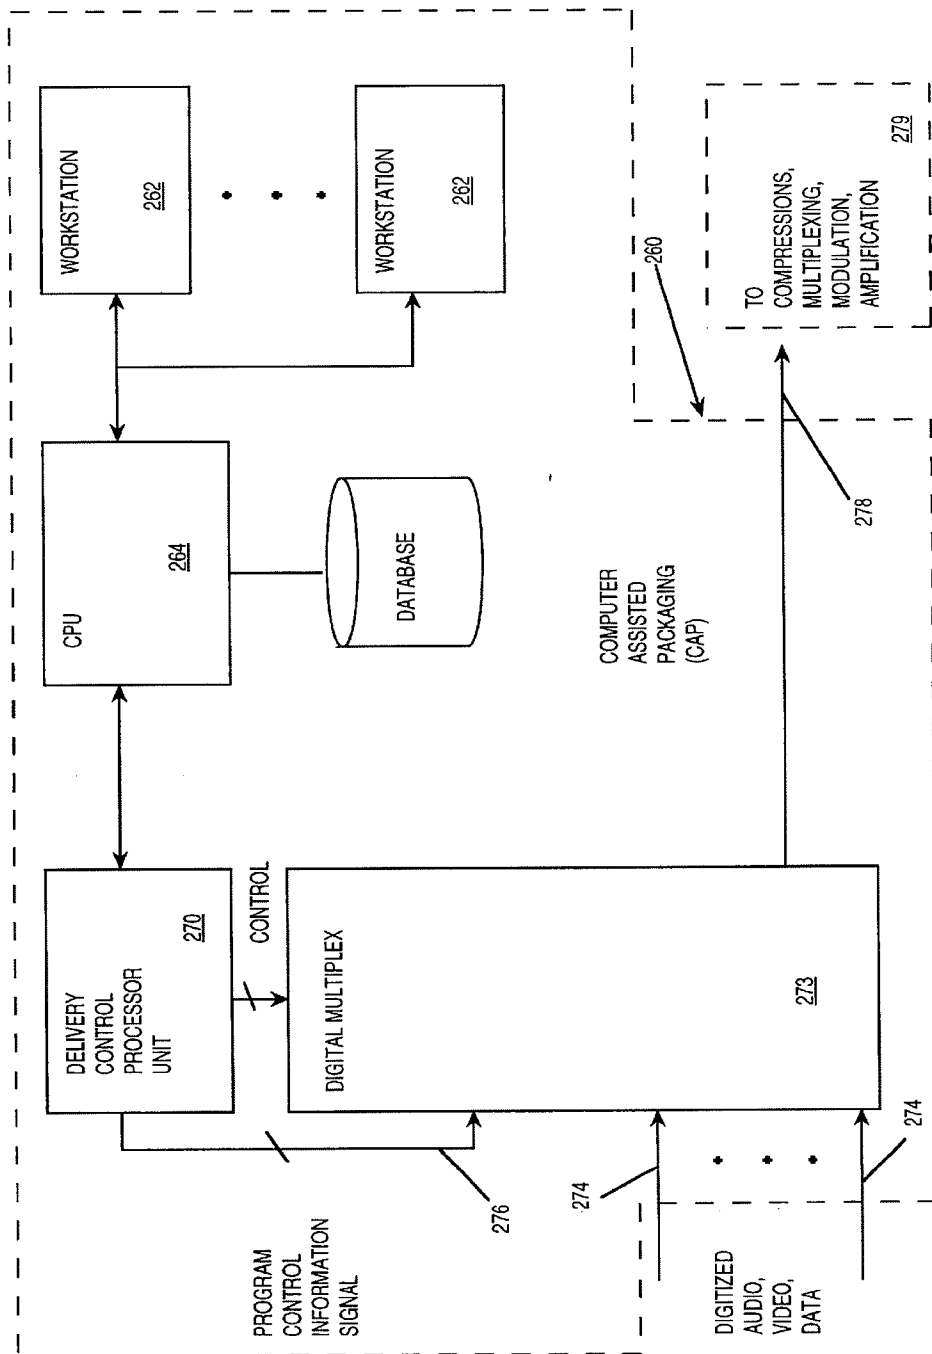 DELIVERY
CONTROL
PROCESSOR
UNIT
270
CPU
264
WORKSTATION
262
WORKSTATION
262
DATABASE
CONTROL
DIGITAL MULTIPLEX
273
PROGRAM
CONTROL
INFORMATION
SIGNAL
276
COMPUTER
ASSISTED
PACKAGING
(CAP)
260
DIGITIZED
AUDIO,
VIDEO,
DATA
274
274
278
TO
COMPRESSIONS,
MULTIPLEXING,
MODULATION,
AMPLIFICATION
279